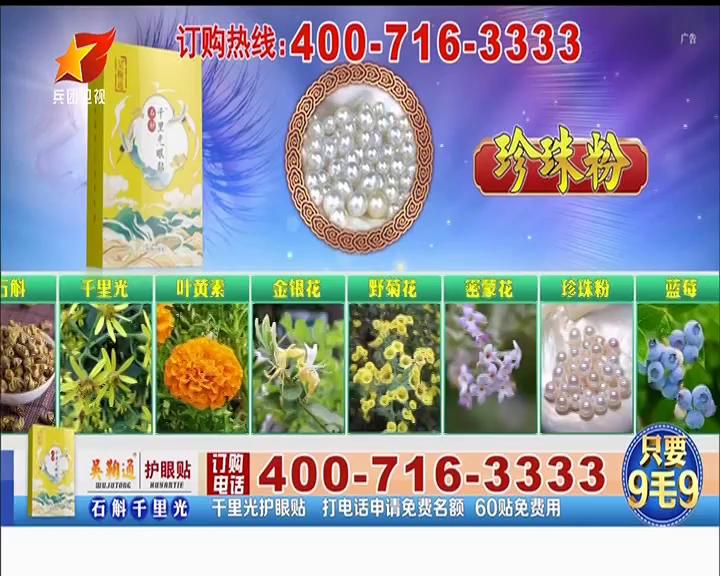 订购热线:400-716-3333
广告
兵团卫视
千里光眼贴
珍珠粉
石斛 千里光 叶黄素 金银花 野菊花 密蒙花 珍珠粉 蓝莓
吴鞠通 护眼贴 订购电话 400-716-3333
WUJUTONG HUYANTIE
只要9毛9
石斛千里光 千里光护眼贴 打电话申请免费名额 60贴免费用